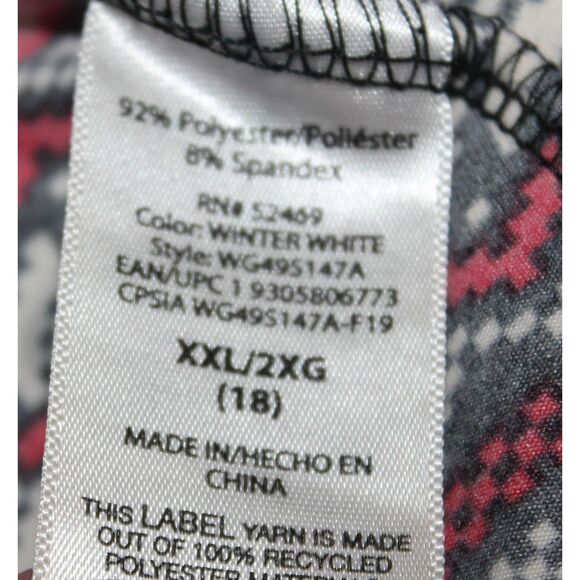 92% Polyester/Poliéster
8% Spandex
RN# 52469
Color: WINTER WHITE
Style: WG49S147A
EAN/UPC 1 9305806773
CPSIA WG49S147A-F19
XXL/2XG
(18)
MADE IN/HECHO EN
CHINA
THIS LABEL YARN IS MADE
OUT OF 100% RECYCLED
POLYESTER